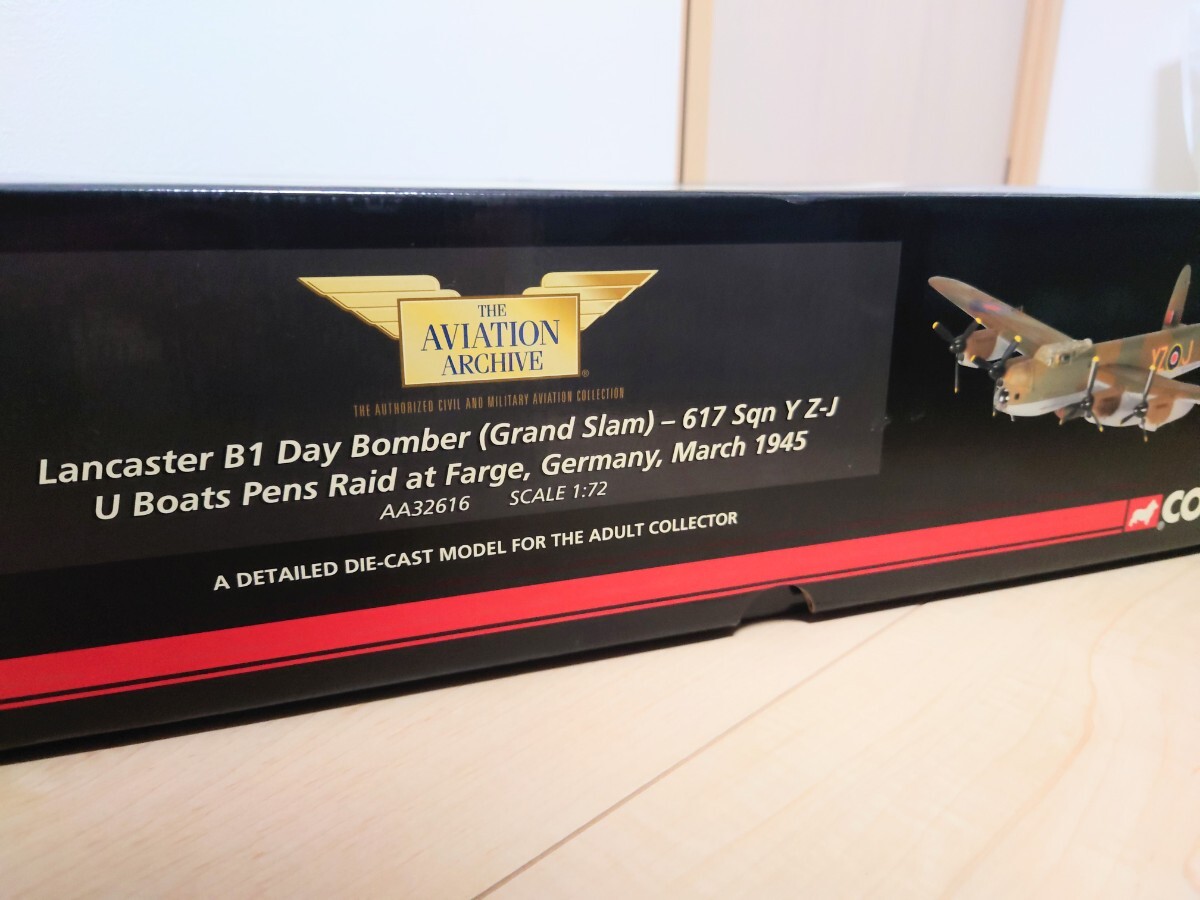 THE
AVIATION
ARCHIVE
®
THE AUTHORIZED CIVIL AND MILITARY AVIATION COLLECTION
Lancaster B1 Day Bomber (Grand Slam) – 617 Sqn Y Z-J
U Boats Pens Raid at Farge, Germany, March 1945
AA32616 SCALE 1:72
A DETAILED DIE-CAST MODEL FOR THE ADULT COLLECTOR
YZ J
CO